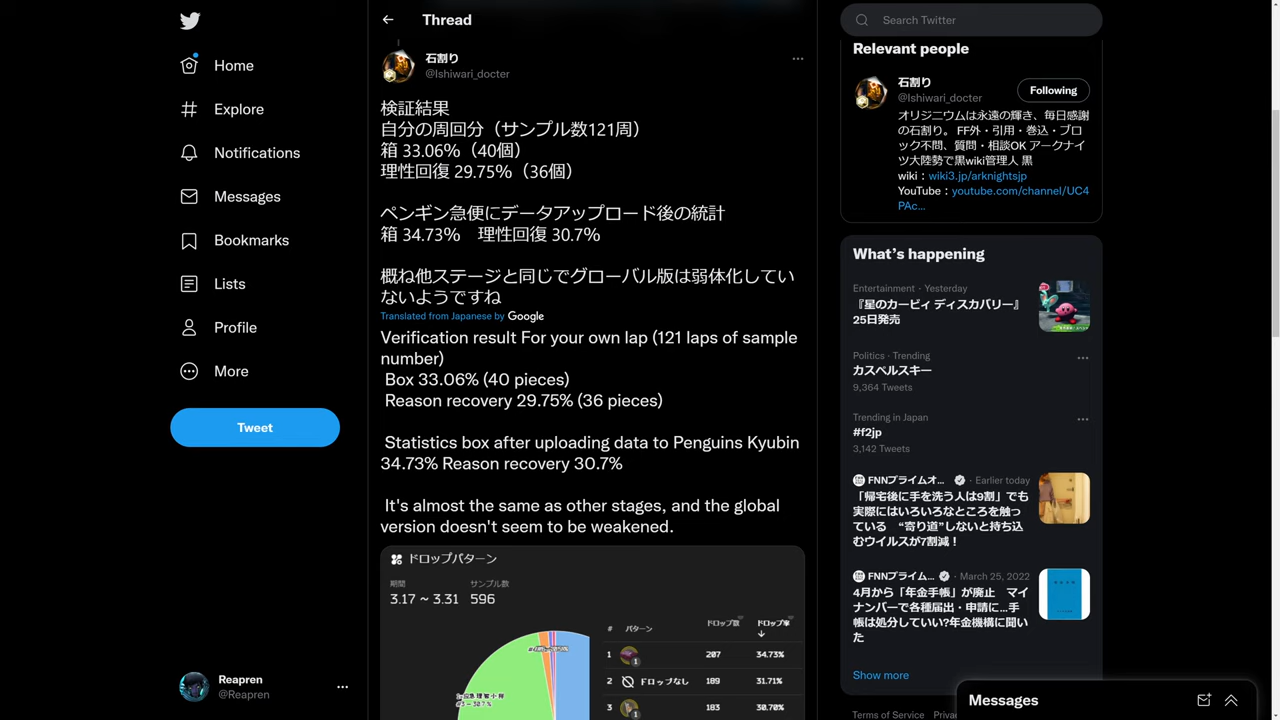 Home
Explore
Notifications
Messages
Bookmarks
Lists
Profile
More
Tweet
Reapren
@Reapren
Thread
石割り
@Ishiwari_docter
検証結果
自分の周回分（サンプル数121周）
箱 33.06%（40個）
理性回復 29.75%（36個）
ペンギン急便にデータアップロード後の統計
箱 34.73%　理性回復 30.7%
概ね他ステージと同じでグローバル版は弱体化してい
ないようですね
Translated from Japanese by Google
Verification result For your own lap (121 laps of sample
number)
Box 33.06% (40 pieces)
Reason recovery 29.75% (36 pieces)
Statistics box after uploading data to Penguins Kyubin
34.73% Reason recovery 30.7%
It's almost the same as other stages, and the global
version doesn't seem to be weakened.
ドロップパターン
期間 サンプル数
3.17 ~ 3.31 596
# パターン ドロップ数 ドロップ率
1 1 207 34.73%
2 ドロップなし 189 31.71%
3 1 183 30.70%
Search Twitter
Relevant people
石割り
@Ishiwari_docter
Following
オリジニウムは永遠の輝き、毎日感謝
の石割り。 FF外・引用・巻込・ブロ
ック不問、質問・相談OK アークナイ
ツ大陸勢で黒wiki管理人 黒
wiki：wiki3.jp/arknightsjp
YouTube：youtube.com/channel/UC4
PAc...
What's happening
Entertainment · Yesterday
『星のカービィ ディスカバリー』
25日発売
Politics · Trending
カスペルスキー
9,364 Tweets
Trending in Japan
#f2jp
3,142 Tweets
FNNプライムオ... · Earlier today
「帰宅後に手を洗う人は9割」でも
実際にはいろいろなところを触っ
ている　“寄り道”しないと持ち込
むウイルスが7割減！
FNNプライム... · March 25, 2022
4月から「年金手帳」が廃止　マイ
ナンバーで各種届出・申請に...手
帳は処分していい?年金機構に聞い
た
Show more
Messages
Terms of Service